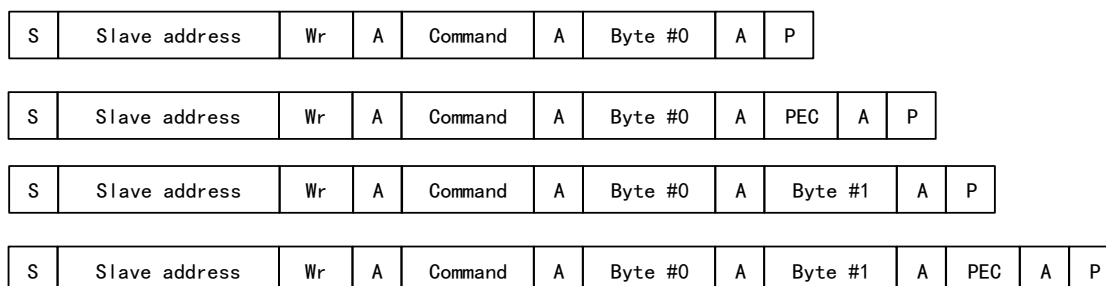 S Slave address Wr A Command A Byte #0 A P
S Slave address Wr A Command A Byte #0 A PEC A P
S Slave address Wr A Command A Byte #0 A Byte #1 A P
S Slave address Wr A Command A Byte #0 A Byte #1 A PEC A P